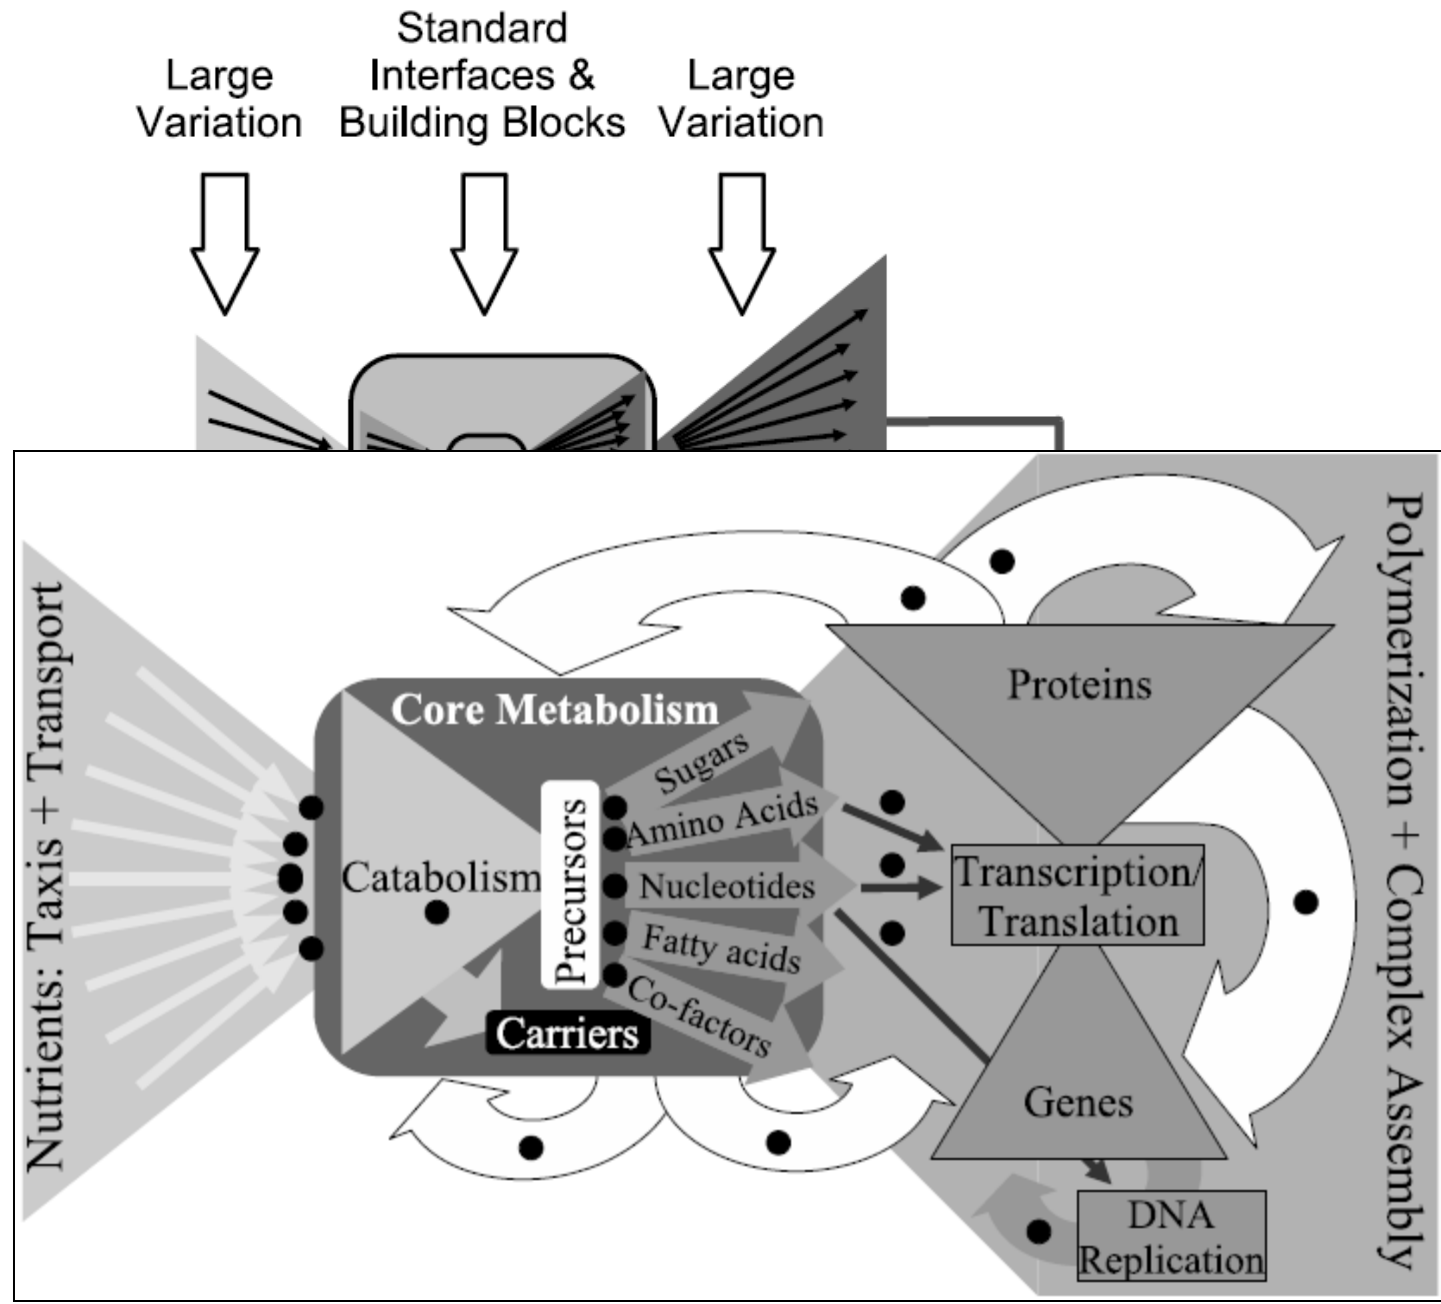 Large
Variation
Standard
Interfaces &
Building Blocks
Large
Variation
Nutrients: Taxis + Transport
Core Metabolism
Catabolism
Precursors
Carriers
Sugars
Amino Acids
Nucleotides
Fatty acids
Co-factors
Proteins
Transcription/
Translation
Genes
DNA
Replication
Polymerization + Complex Assembly